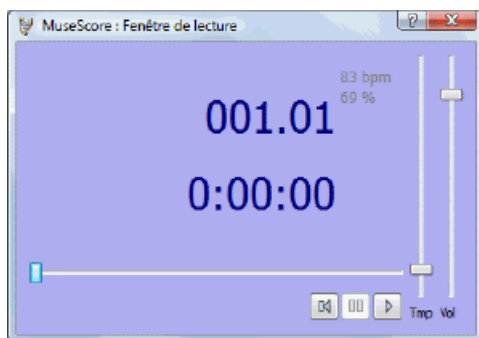 MuseScore : Fenêtre de lecture
83 bpm
69 %
001.01
0:00:00
Tmp Vol